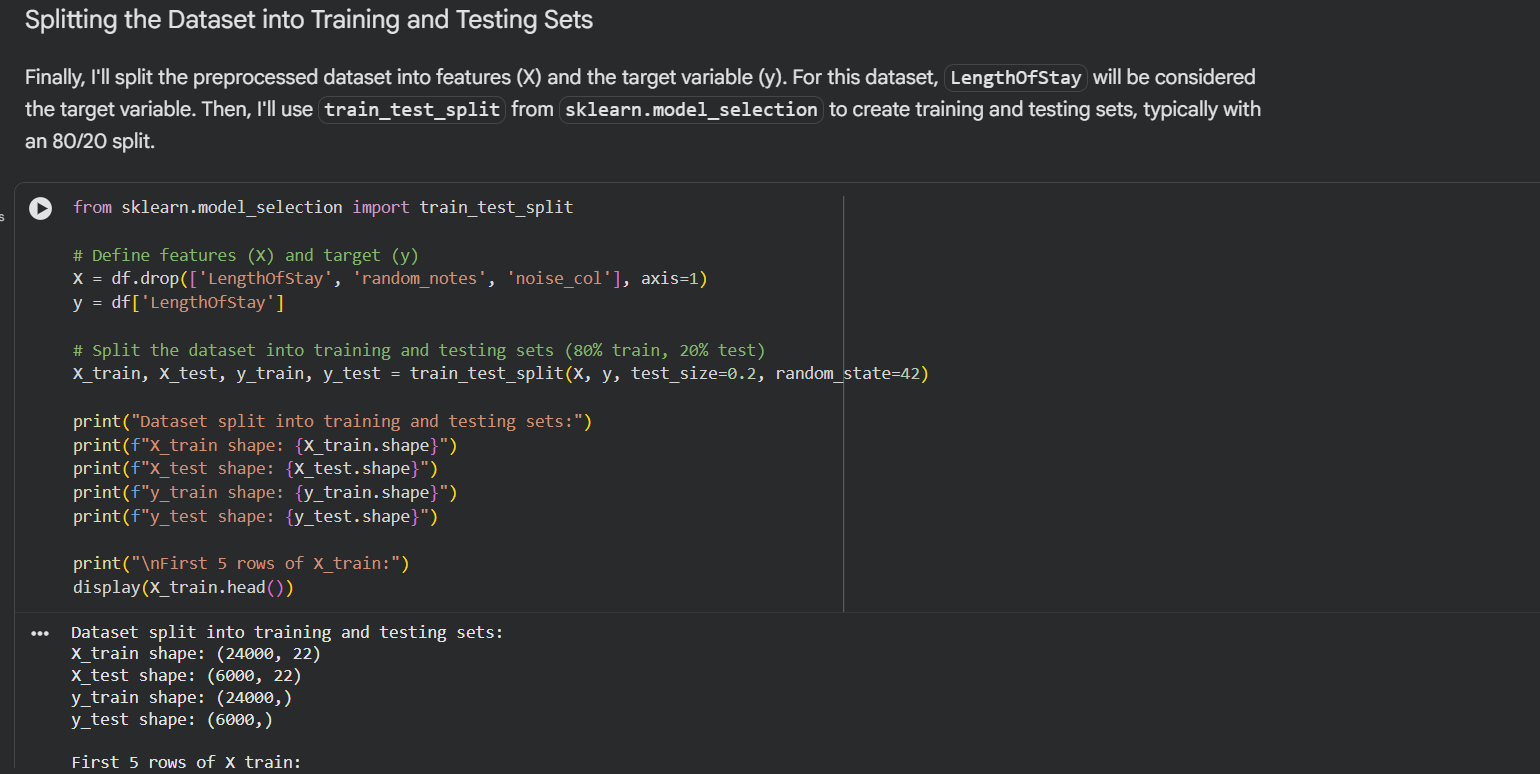 Splitting the Dataset into Training and Testing Sets
Finally, I'll split the preprocessed dataset into features (X) and the target variable (y). For this dataset, LengthOfStay will be considered
the target variable. Then, I'll use train_test_split from sklearn.model_selection to create training and testing sets, typically with
an 80/20 split.
s
from sklearn.model_selection import train_test_split
# Define features (X) and target (y)
X = df.drop(['LengthOfStay', 'random_notes', 'noise_col'], axis=1)
y = df['LengthOfStay']
# Split the dataset into training and testing sets (80% train, 20% test)
X_train, X_test, y_train, y_test = train_test_split(X, y, test_size=0.2, random_state=42)
print("Dataset split into training and testing sets:")
print(f"X_train shape: {X_train.shape}")
print(f"X_test shape: {X_test.shape}")
print(f"y_train shape: {y_train.shape}")
print(f"y_test shape: {y_test.shape}")
print("\nFirst 5 rows of X_train:")
display(X_train.head())
Dataset split into training and testing sets:
X_train shape: (24000, 22)
X_test shape: (6000, 22)
y_train shape: (24000,)
y_test shape: (6000,)
First 5 rows of X_train: